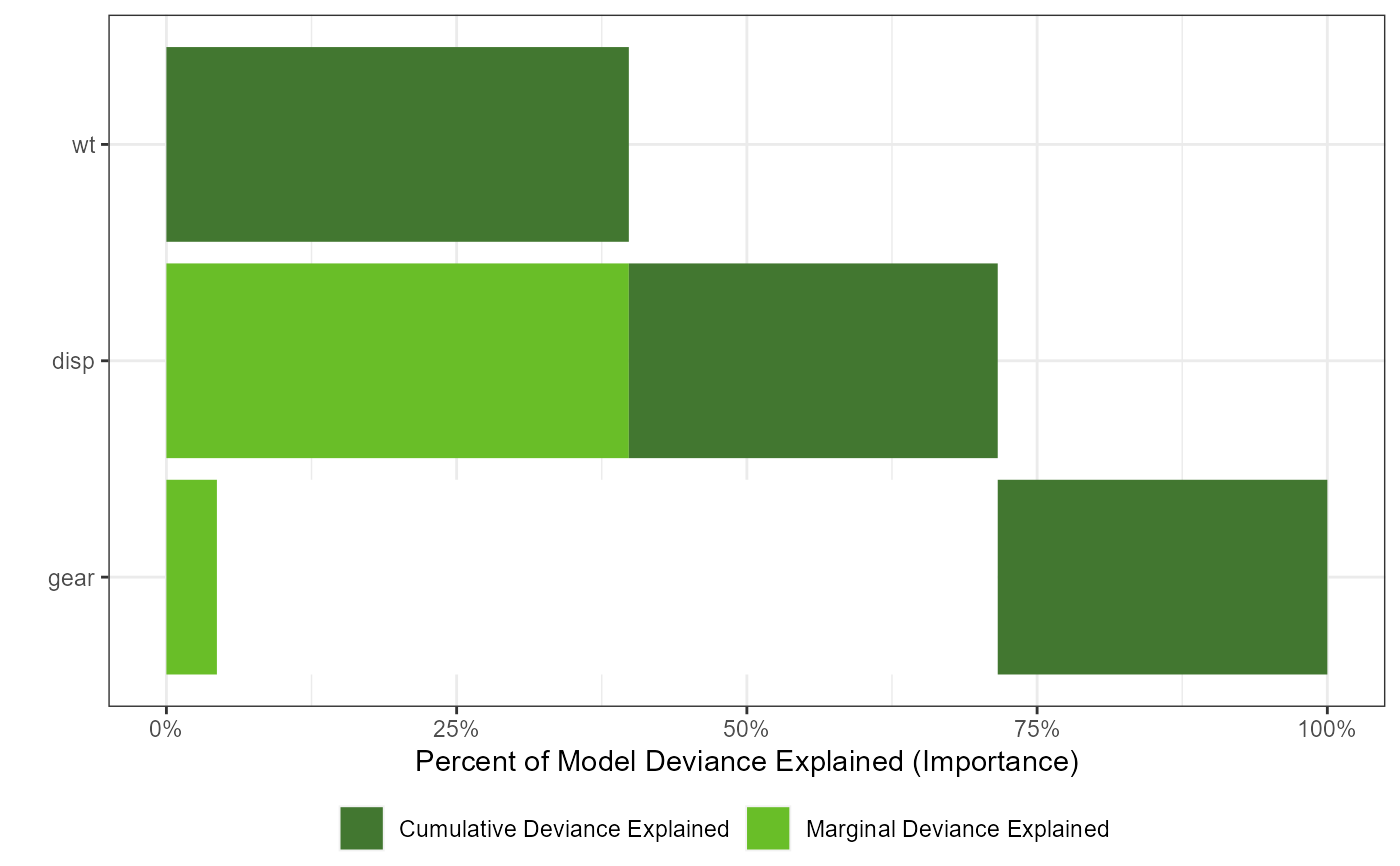 wt
disp
gear
0% 25% 50% 75% 100%
Percent of Model Deviance Explained (Importance)
Cumulative Deviance Explained Marginal Deviance Explained